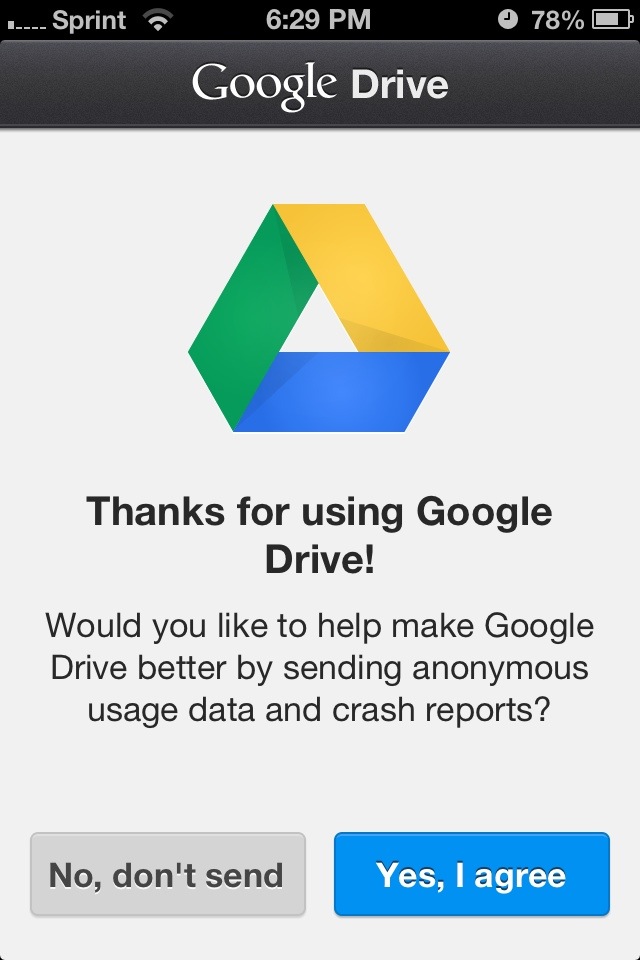 Sprint 6:29 PM 78%
Google Drive
Thanks for using Google
Drive!
Would you like to help make Google
Drive better by sending anonymous
usage data and crash reports?
No, don't send Yes, I agree